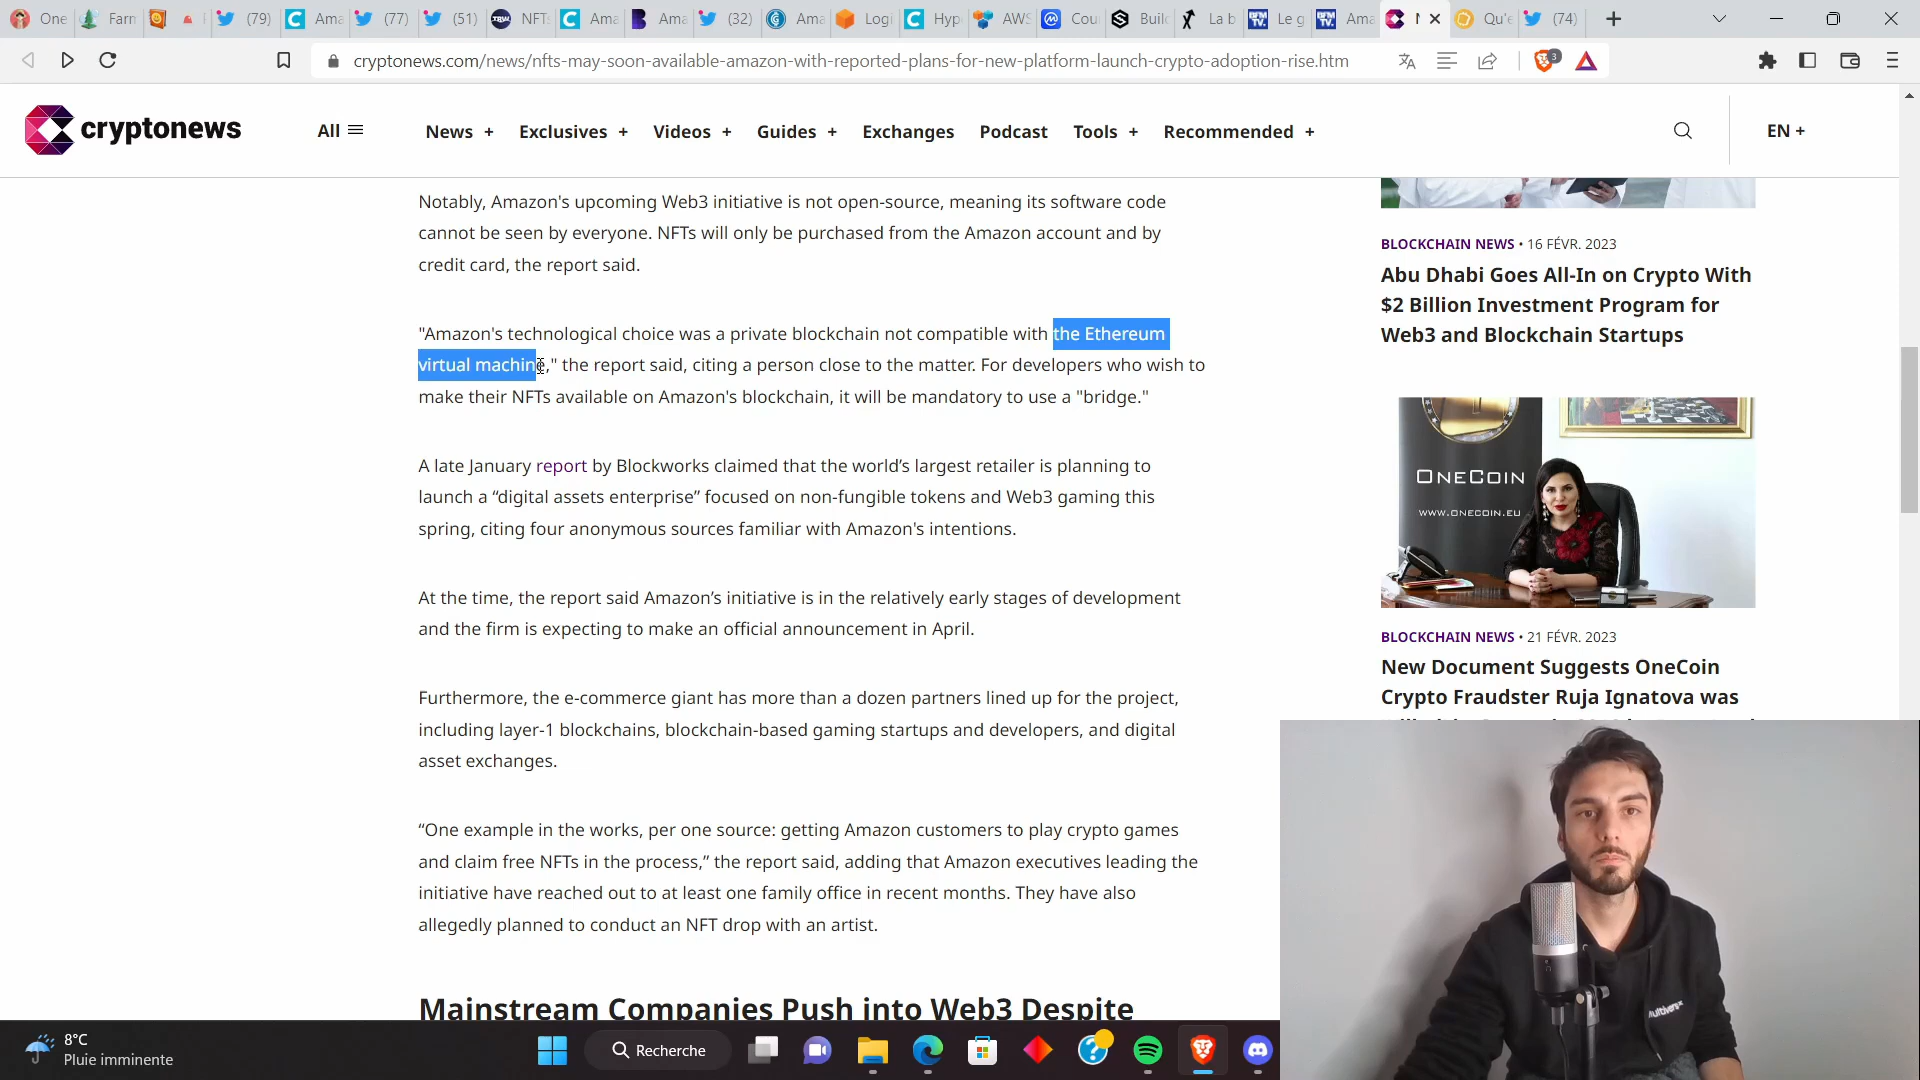 One
Farn
(79)
Ama
(77)
(51)
NFT
Ama
Ama
(32)
Ama
Logi
Hyp
AWS
Cou
Buil
La b
Le g
Ama
Qu'e
(74)
cryptonews.com/news/nfts-may-soon-available-amazon-with-reported-plans-for-new-platform-launch-crypto-adoption-rise.htm
3
cryptonews
All
News +
Exclusives +
Videos +
Guides +
Exchanges
Podcast
Tools +
Recommended +
EN +
Notably, Amazon's upcoming Web3 initiative is not open-source, meaning its software code
cannot be seen by everyone. NFTs will only be purchased from the Amazon account and by
credit card, the report said.
"Amazon's technological choice was a private blockchain not compatible with the Ethereum
virtual machine," the report said, citing a person close to the matter. For developers who wish to
make their NFTs available on Amazon's blockchain, it will be mandatory to use a "bridge."
A late January report by Blockworks claimed that the world’s largest retailer is planning to
launch a “digital assets enterprise” focused on non-fungible tokens and Web3 gaming this
spring, citing four anonymous sources familiar with Amazon's intentions.
At the time, the report said Amazon’s initiative is in the relatively early stages of development
and the firm is expecting to make an official announcement in April.
Furthermore, the e-commerce giant has more than a dozen partners lined up for the project,
including layer-1 blockchains, blockchain-based gaming startups and developers, and digital
asset exchanges.
“One example in the works, per one source: getting Amazon customers to play crypto games
and claim free NFTs in the process,” the report said, adding that Amazon executives leading the
initiative have reached out to at least one family office in recent months. They have also
allegedly planned to conduct an NFT drop with an artist.
Mainstream Companies Push into Web3 Despite
BLOCKCHAIN NEWS • 16 FÉVR. 2023
Abu Dhabi Goes All-In on Crypto With
$2 Billion Investment Program for
Web3 and Blockchain Startups
ONECOIN
WWW.ONECOIN.EU
BLOCKCHAIN NEWS • 21 FÉVR. 2023
New Document Suggests OneCoin
Crypto Fraudster Ruja Ignatova was
8°C
Pluie imminente
Recherche